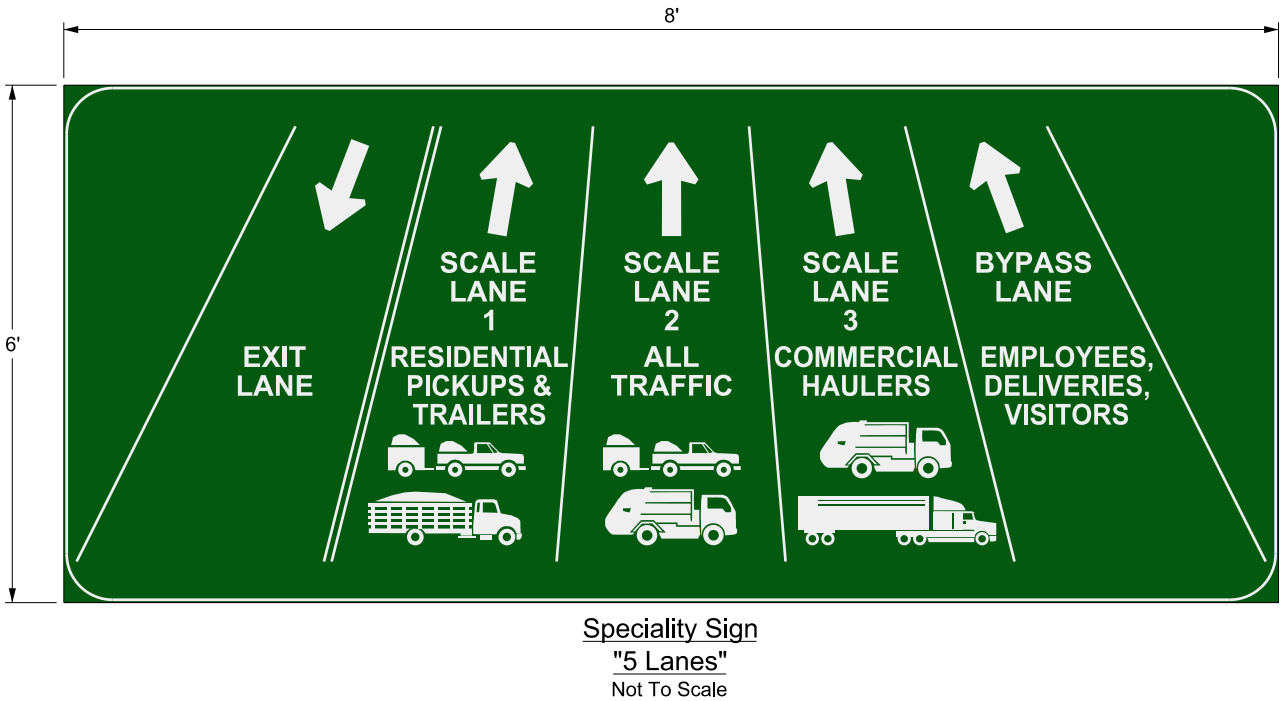 8'
6'
EXIT
LANE
SCALE
LANE
1
RESIDENTIAL
PICKUPS &
TRAILERS
SCALE
LANE
2
ALL
TRAFFIC
SCALE
LANE
3
COMMERCIAL
HAULERS
BYPASS
LANE
EMPLOYEES,
DELIVERIES,
VISITORS
Speciality Sign
"5 Lanes"
Not To Scale